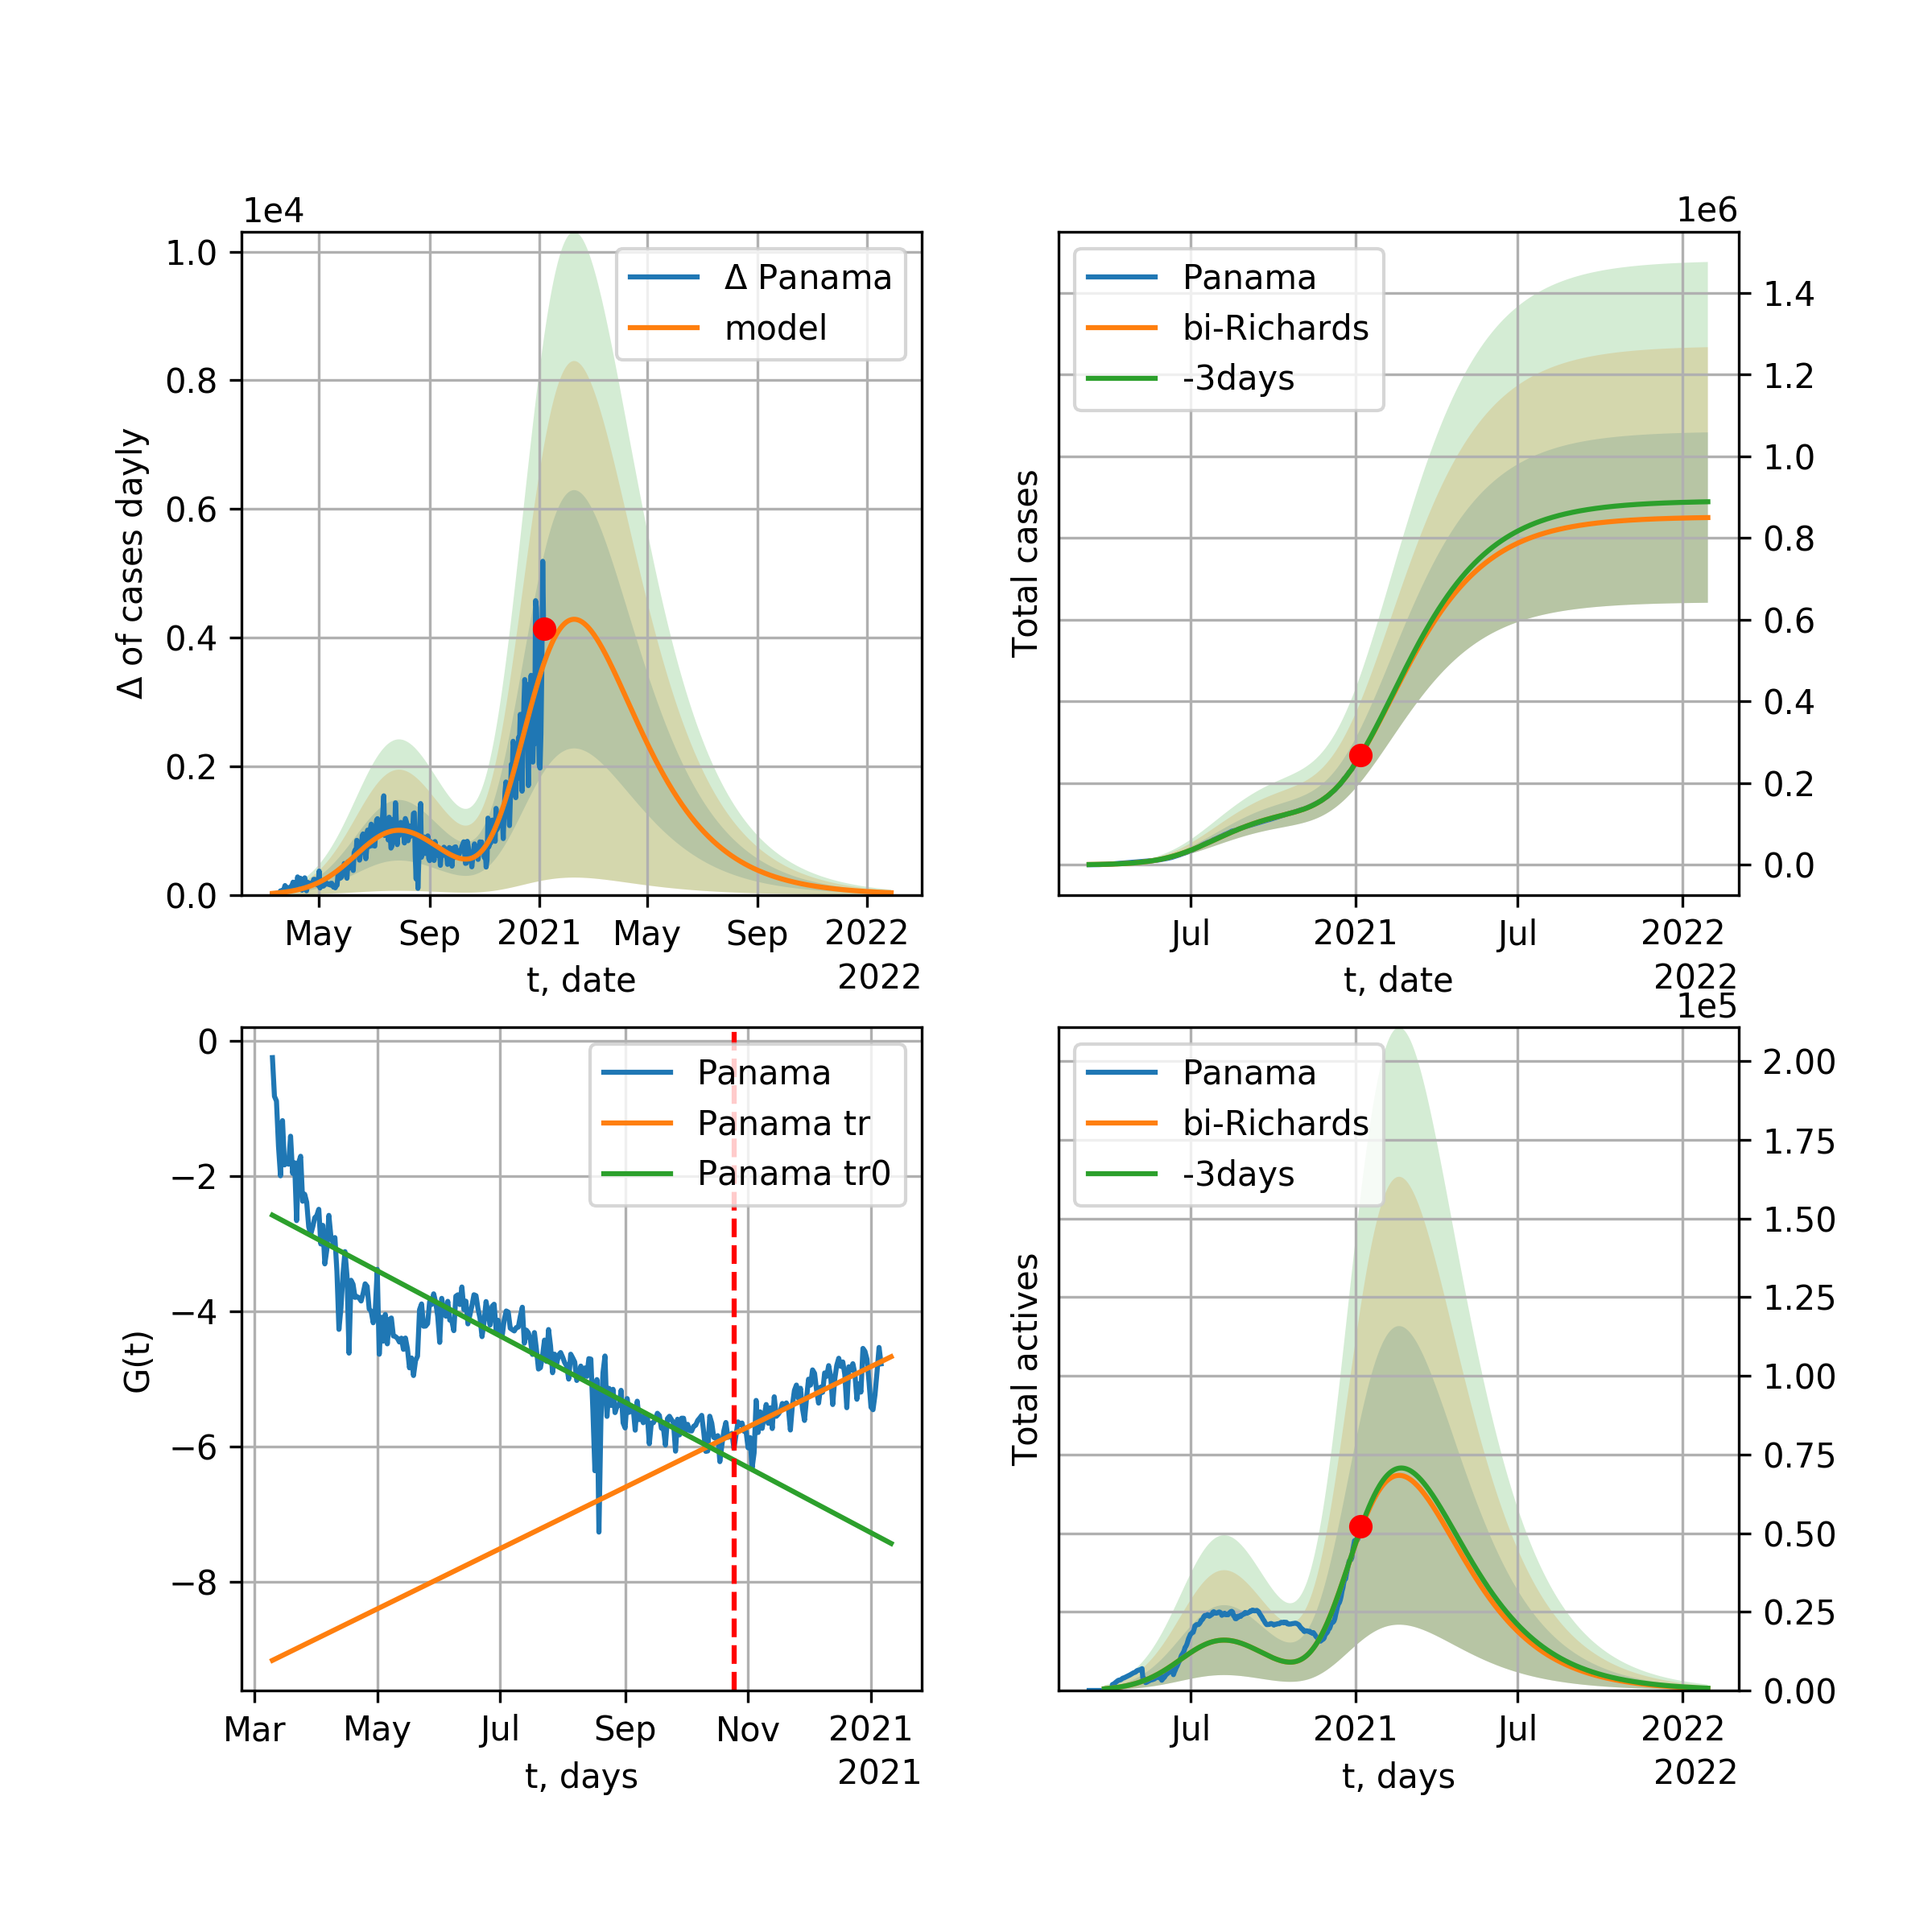 1e4
1.0
0.8
0.6
0.4
0.2
0.0
Δ of cases dayly
Δ Panama
model
May Sep 2021 May Sep 2022
t, date
2022
1e6
1.4
1.2
1.0
0.8
0.6
0.4
0.2
0.0
Total cases
Panama
bi-Richards
-3days
Jul 2021 Jul 2022
t, date
2022
0
−2
−4
−6
−8
G(t)
Panama
Panama tr
Panama tr0
Mar May Jul Sep Nov 2021
t, days
2021
1e5
2.00
1.75
1.50
1.25
1.00
0.75
0.50
0.25
0.00
Total actives
Panama
bi-Richards
-3days
Jul 2021 Jul 2022
t, days
2022